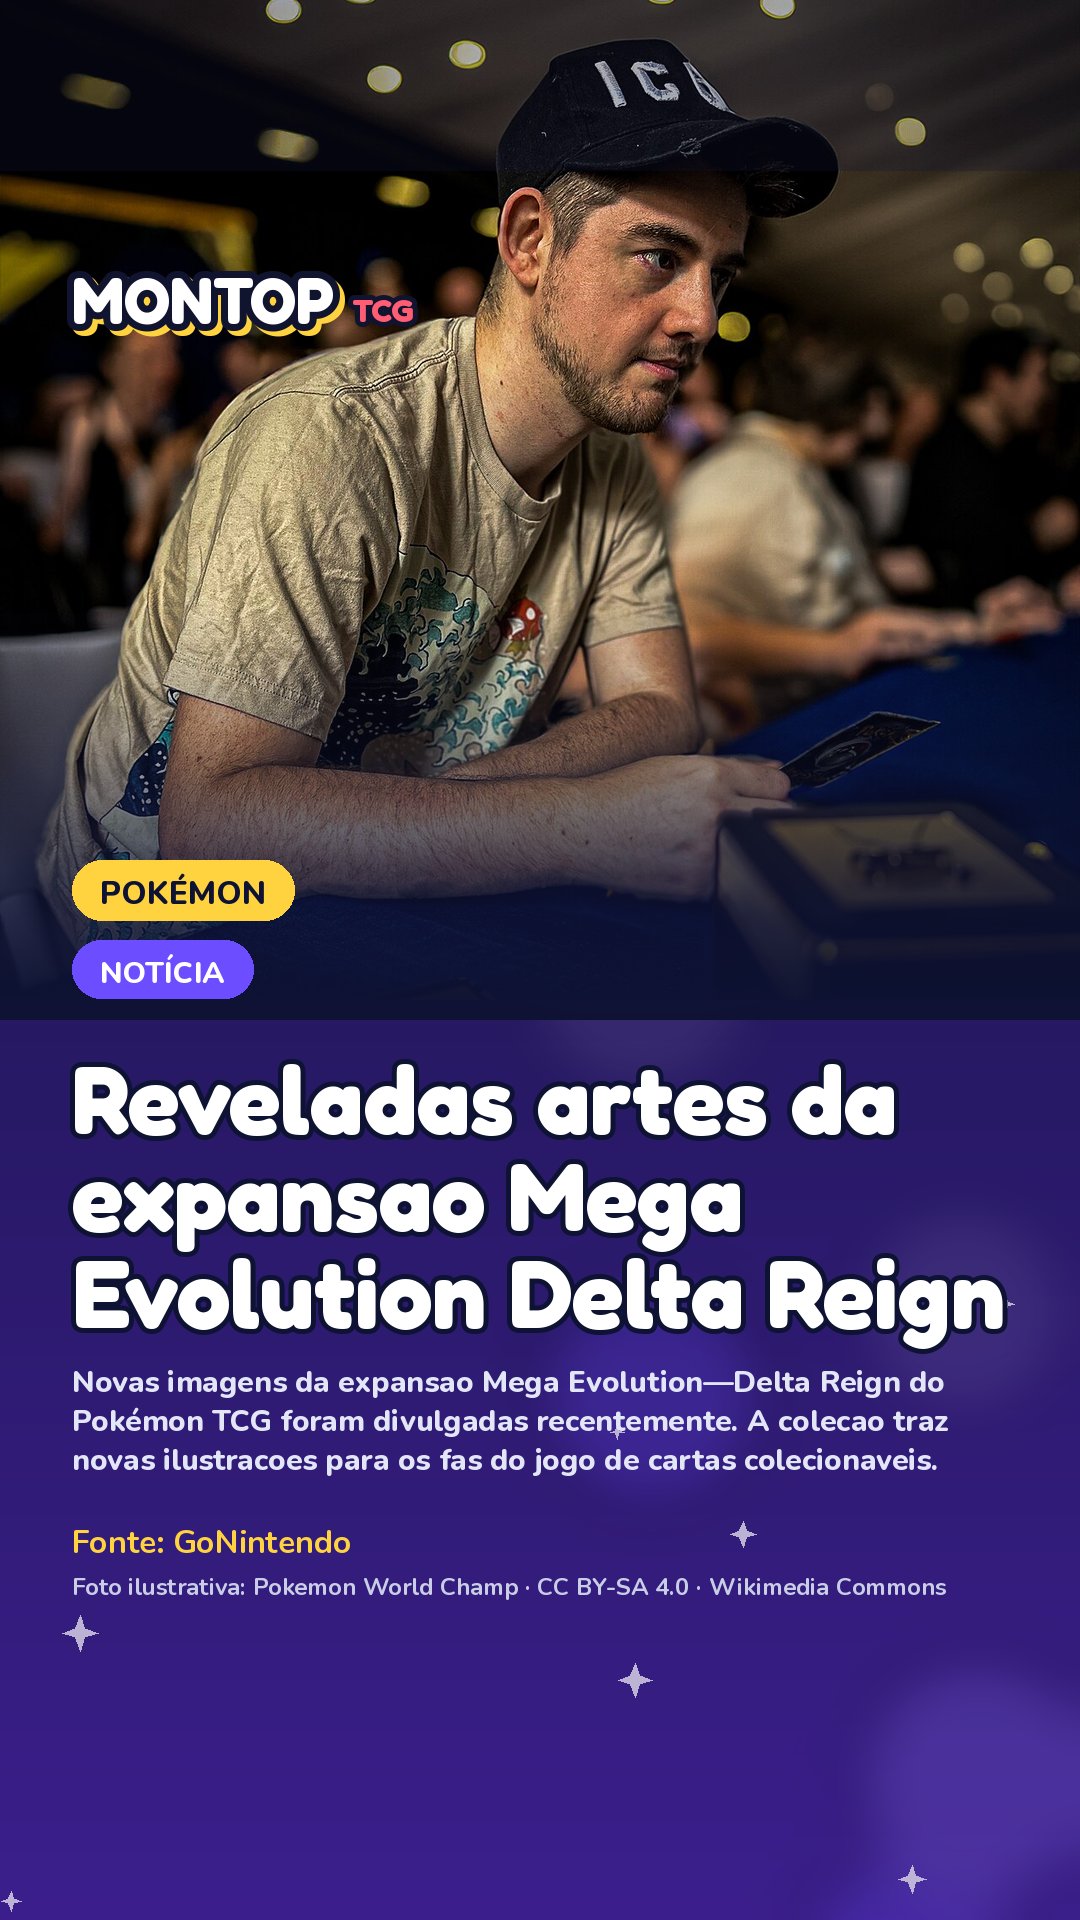 MONTOP TCG
POKÉMON
NOTÍCIA
Reveladas artes da
expansao Mega
Evolution Delta Reign
Novas imagens da expansao Mega Evolution—Delta Reign do
Pokémon TCG foram divulgadas recentemente. A colecao traz
novas ilustracoes para os fas do jogo de cartas colecionaveis.
Fonte: GoNintendo
Foto ilustrativa: Pokemon World Champ · CC BY-SA 4.0 · Wikimedia Commons